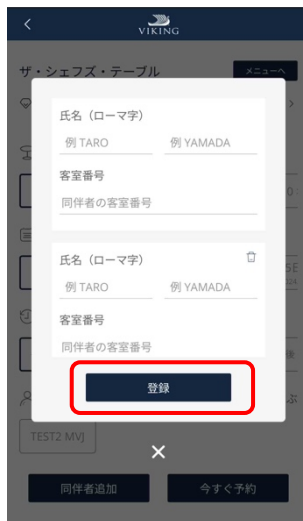 VIKING
ザ・シェフズ・テーブル
メニューへ
氏名（ローマ字）
例 TARO 例 YAMADA
客室番号
同伴者の客室番号
氏名（ローマ字）
例 TARO 例 YAMADA
客室番号
同伴者の客室番号
登録
TEST2 MVJ
同伴者追加 今すぐ予約